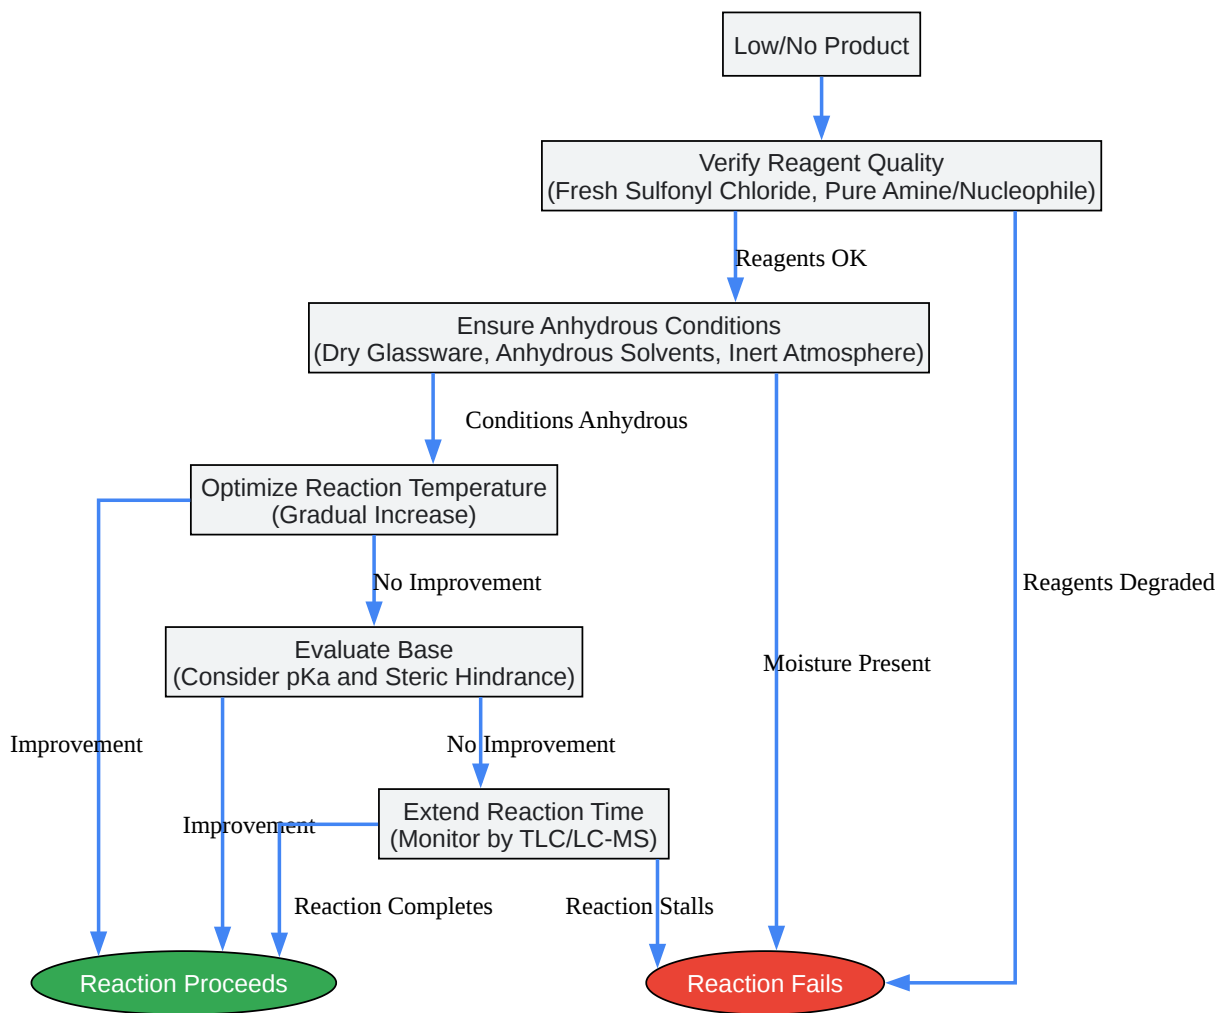 Low/No Product
Verify Reagent Quality
(Fresh Sulfonyl Chloride, Pure Amine/Nucleophile)
Reagents OK
Ensure Anhydrous Conditions
(Dry Glassware, Anhydrous Solvents, Inert Atmosphere)
Conditions Anhydrous
Optimize Reaction Temperature
(Gradual Increase)
No Improvement
Reagents Degraded
Evaluate Base
(Consider pKa and Steric Hindrance)
Moisture Present
Improvement
No Improvement
Extend Reaction Time
(Monitor by TLC/LC-MS)
Improvement
Reaction Completes
Reaction Stalls
Reaction Proceeds
Reaction Fails